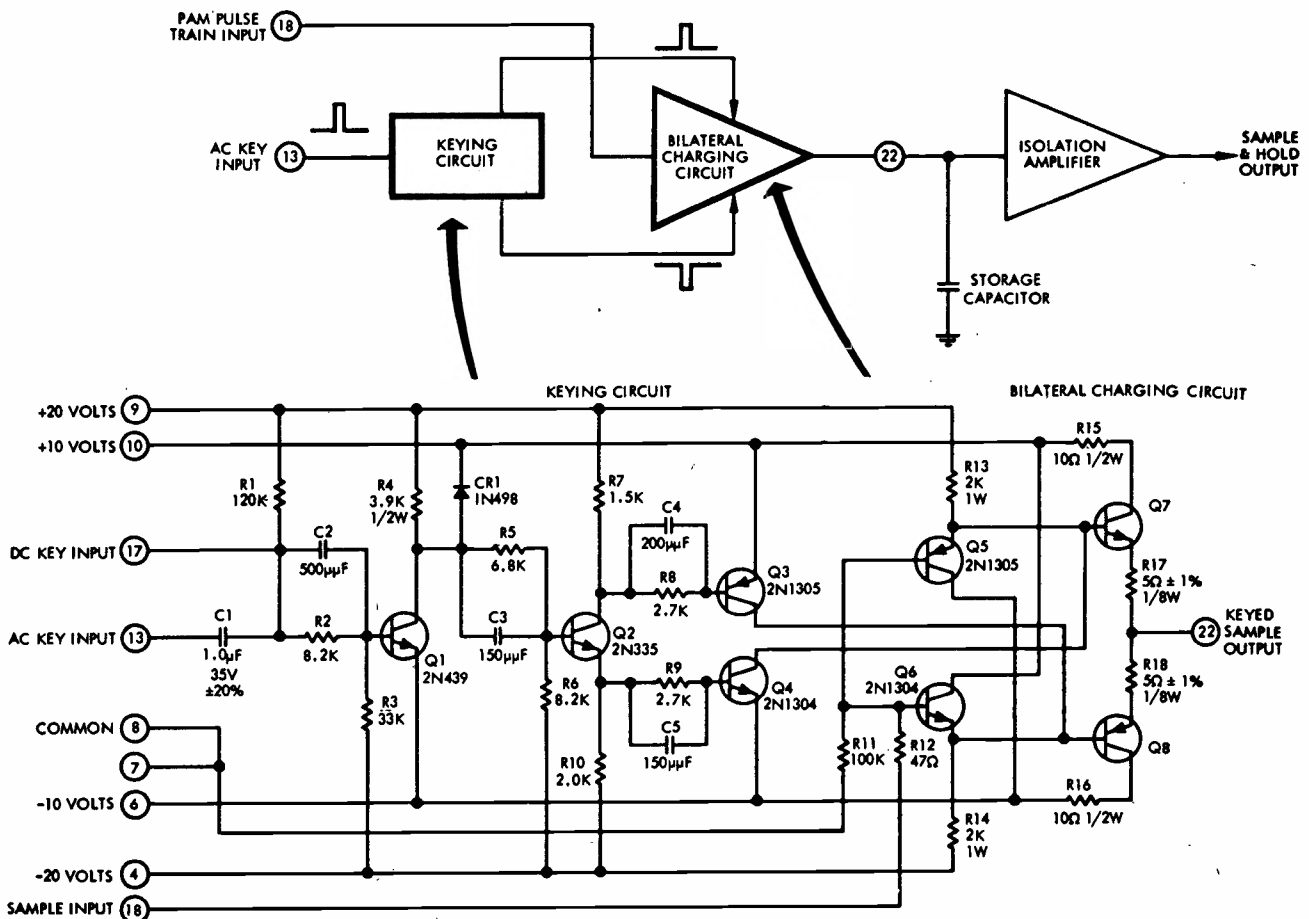 PAM PULSE
TRAIN INPUT 18
AC KEY
INPUT 13
KEYING
CIRCUIT
BILATERAL
CHARGING
CIRCUIT
22
ISOLATION
AMPLIFIER
SAMPLE
& HOLD
OUTPUT
STORAGE
CAPACITOR
KEYING CIRCUIT
BILATERAL CHARGING CIRCUIT
+20 VOLTS 9
+10 VOLTS 10
R1
120K
R4
3.9K
1/2W
CR1
1N498
R7
1.5K
R13
2K
1W
R15
10Ω 1/2W
DC KEY INPUT 17
C2
500μμF
R5
6.8K
C4
200μμF
R8
2.7K
Q3
2N1305
Q5
2N1305
Q7
R17
5Ω ± 1%
1/8W
AC KEY INPUT 13
C1
1.0μF
35V
±20%
R2
8.2K
Q1
2N439
C3
150μμF
Q2
2N335
R9
2.7K
Q4
2N1304
C5
150μμF
Q6
2N1304
22 KEYED
SAMPLE
OUTPUT
R18
5Ω ± 1%
1/8W
Q8
R3
33K
R6
8.2K
R10
2.0K
R11
100K
R12
47Ω
COMMON 8
7
-10 VOLTS 6
R16
10Ω 1/2W
R14
2K
1W
-20 VOLTS 4
SAMPLE INPUT 18